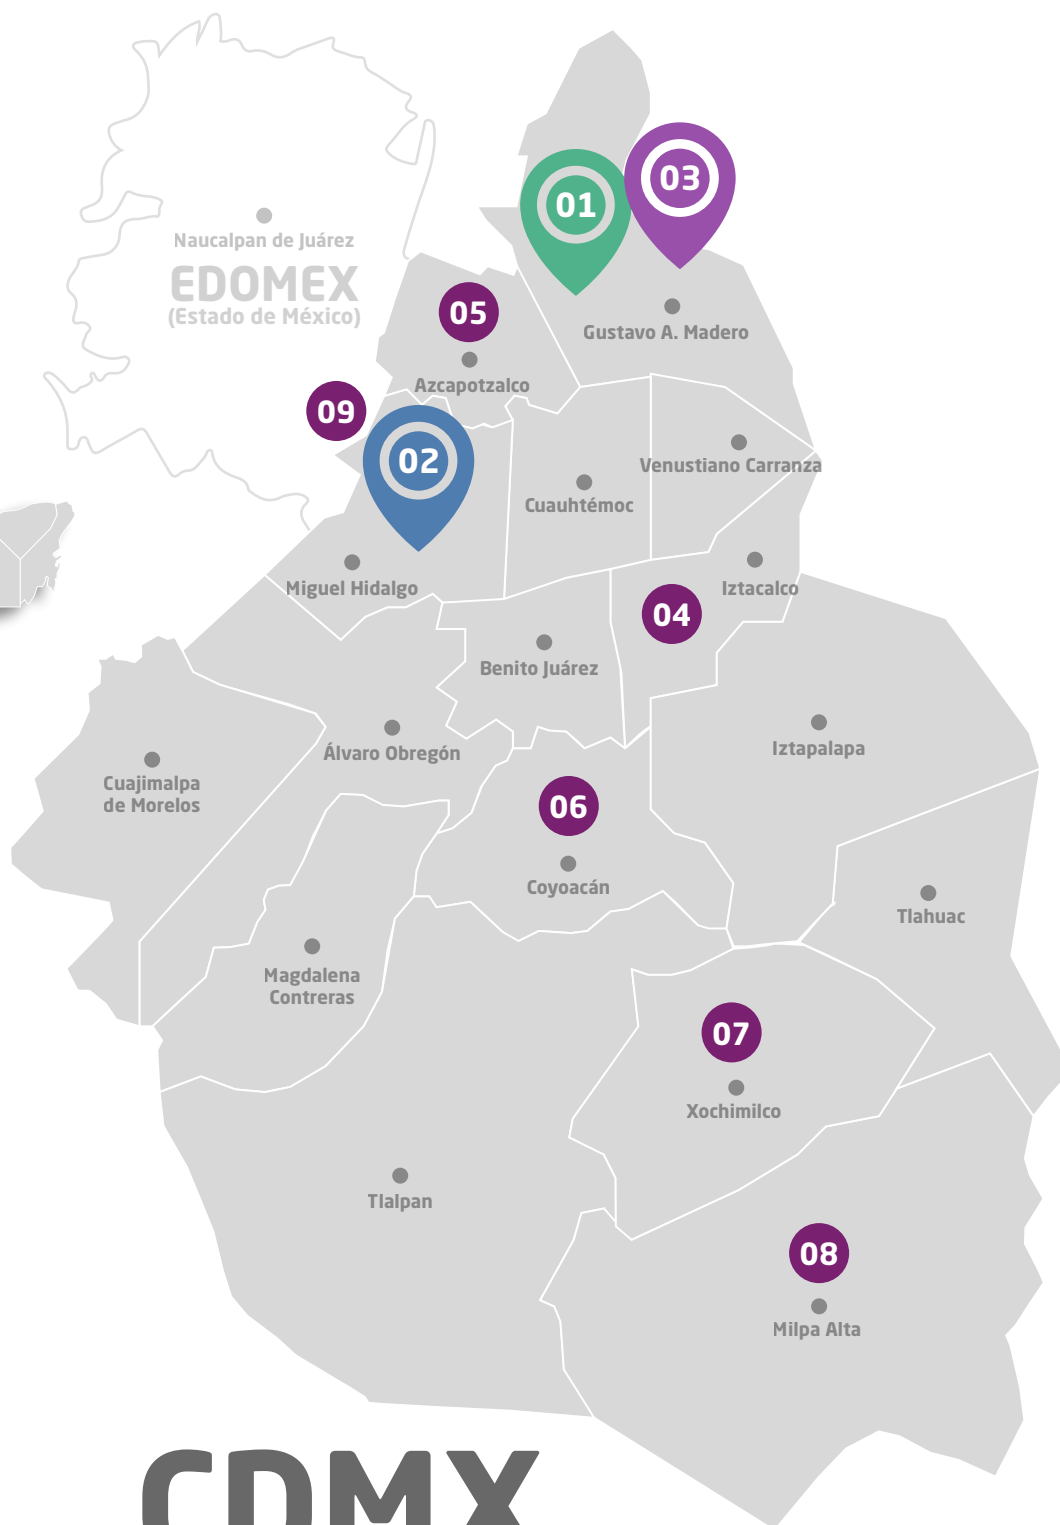 03
01
Naucalpan de Juárez
EDOMEX
(Estado de México)
05
Gustavo A. Madero
Azcapotzalco
09
02
Venustiano Carranza
Cuauhtémoc
Miguel Hidalgo
Iztacalco
04
Benito Juárez
Álvaro Obregón
Iztapalapa
Cuajimalpa
de Morelos
06
Coyoacán
Tlahuac
Magdalena
Contreras
07
Xochimilco
Tlalpan
08
Milpa Alta
CDMX